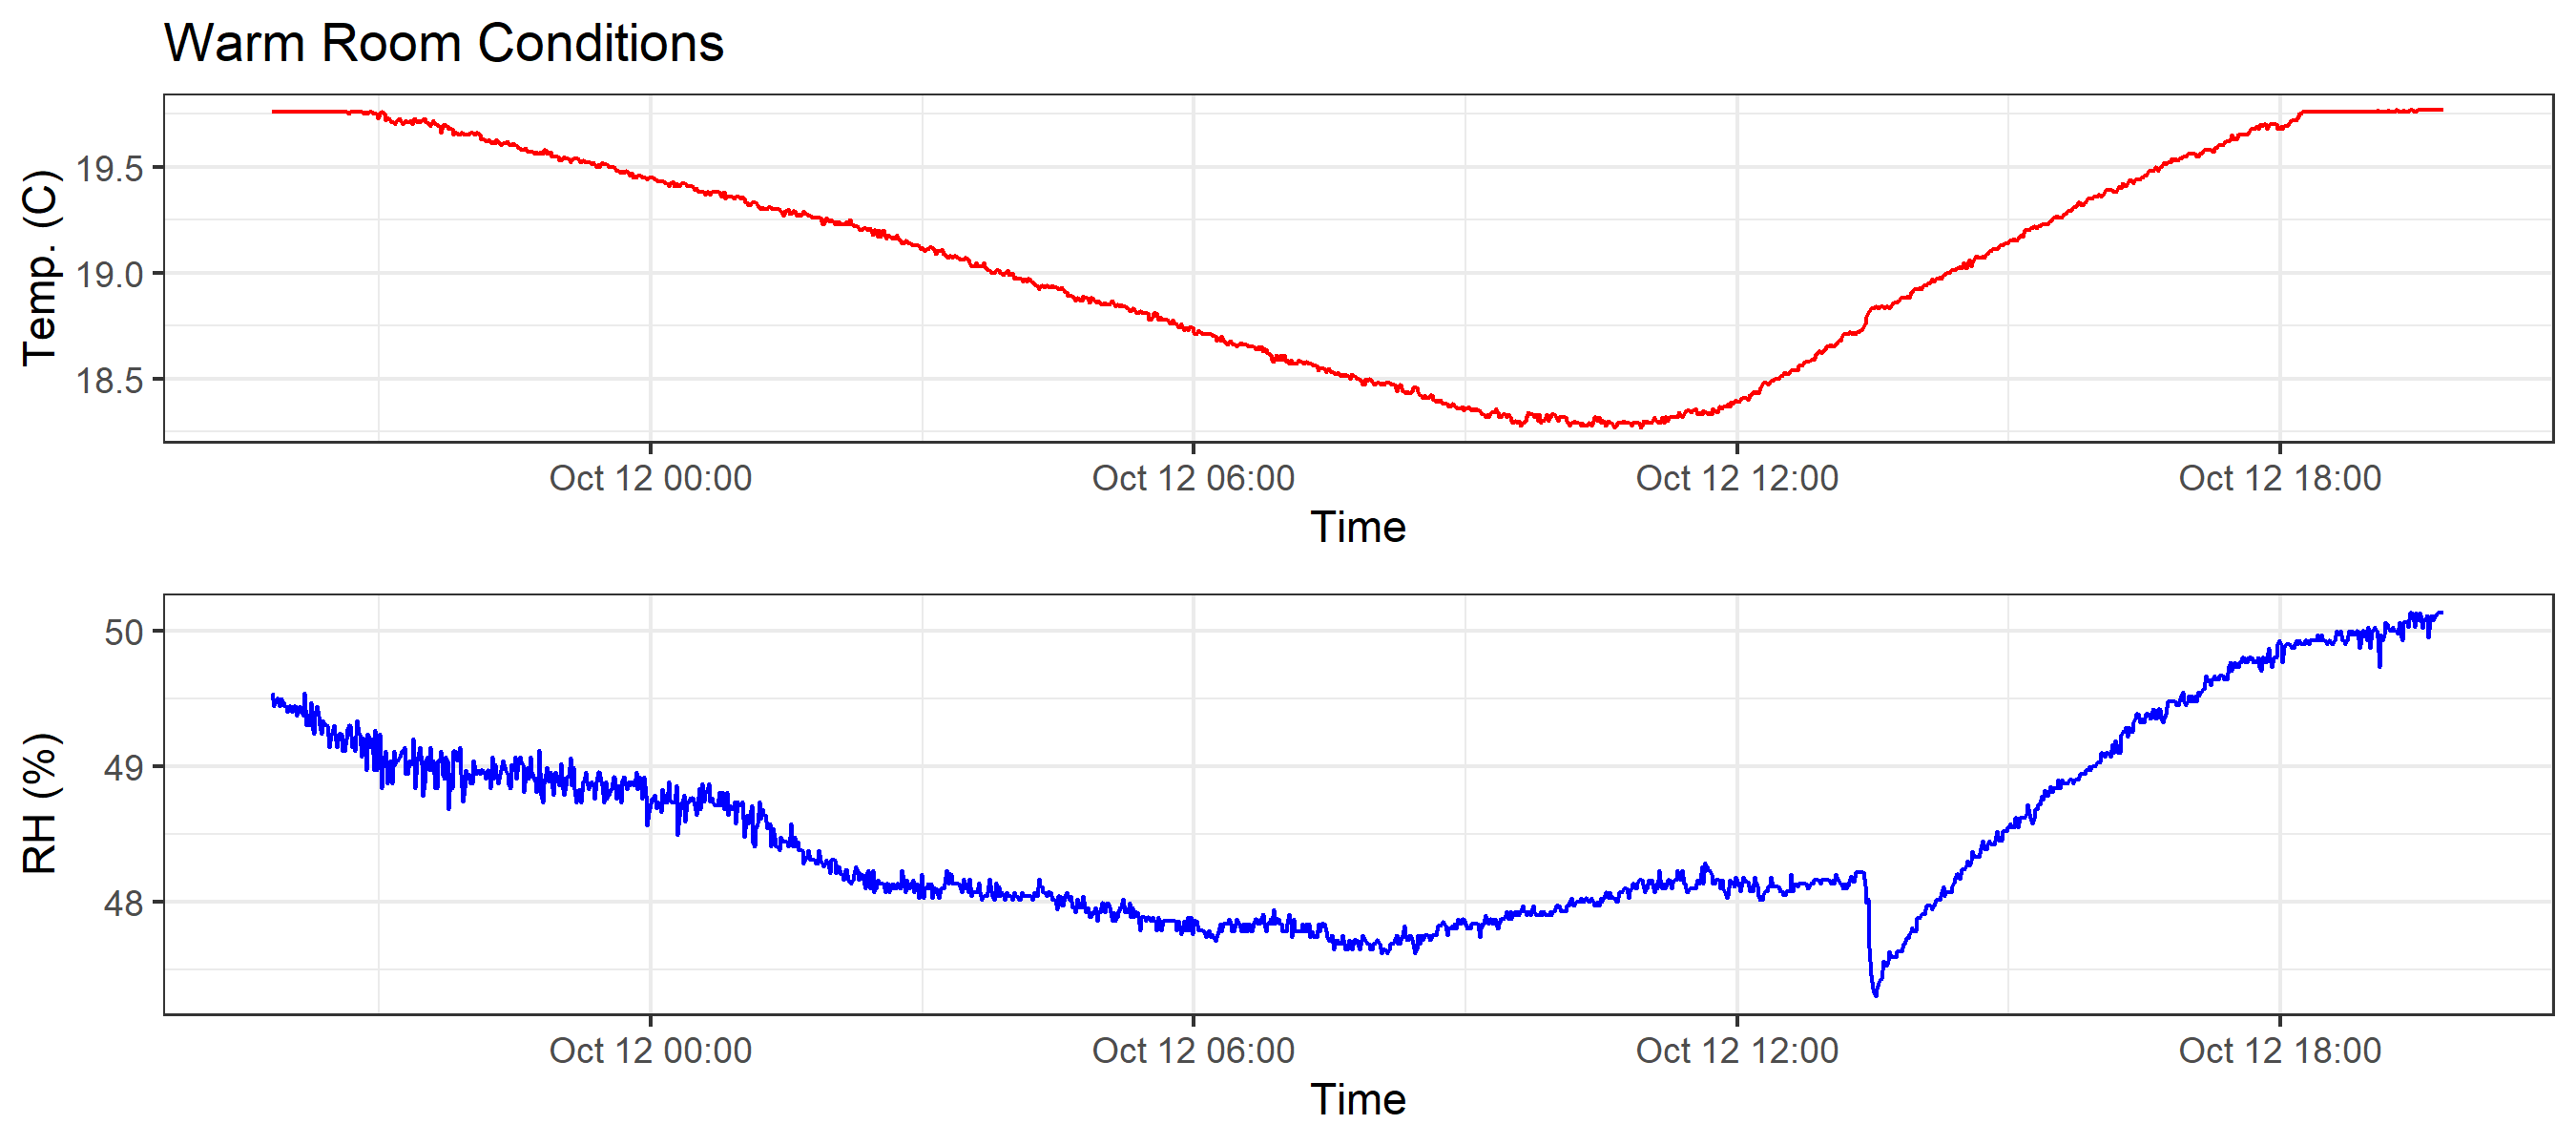 Warm Room Conditions
Temp. (C)
19.5
19.0
18.5
Oct 12 00:00 Oct 12 06:00 Oct 12 12:00 Oct 12 18:00
Time
RH (%)
50
49
48
Oct 12 00:00 Oct 12 06:00 Oct 12 12:00 Oct 12 18:00
Time